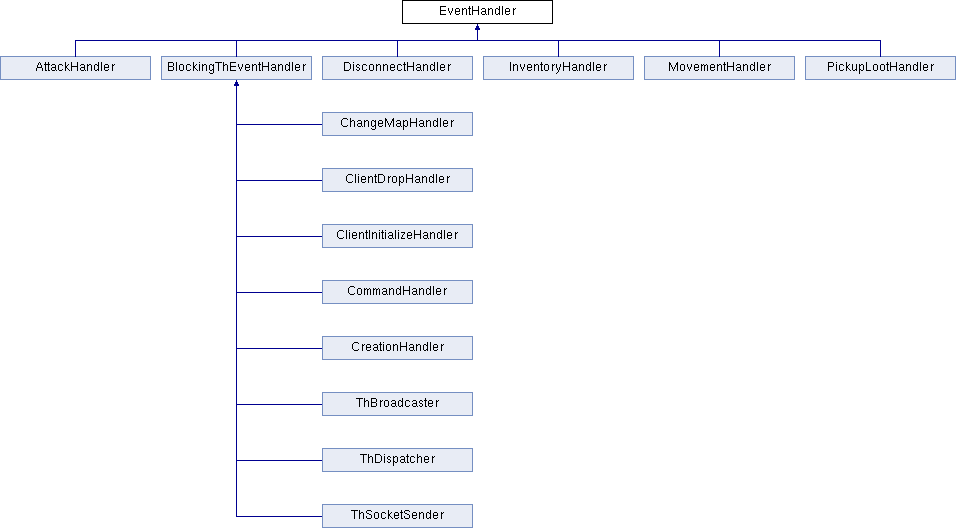 EventHandler
AttackHandler
BlockingThEventHandler
DisconnectHandler
InventoryHandler
MovementHandler
PickupLootHandler
ChangeMapHandler
ClientDropHandler
ClientInitializeHandler
CommandHandler
CreationHandler
ThBroadcaster
ThDispatcher
ThSocketSender